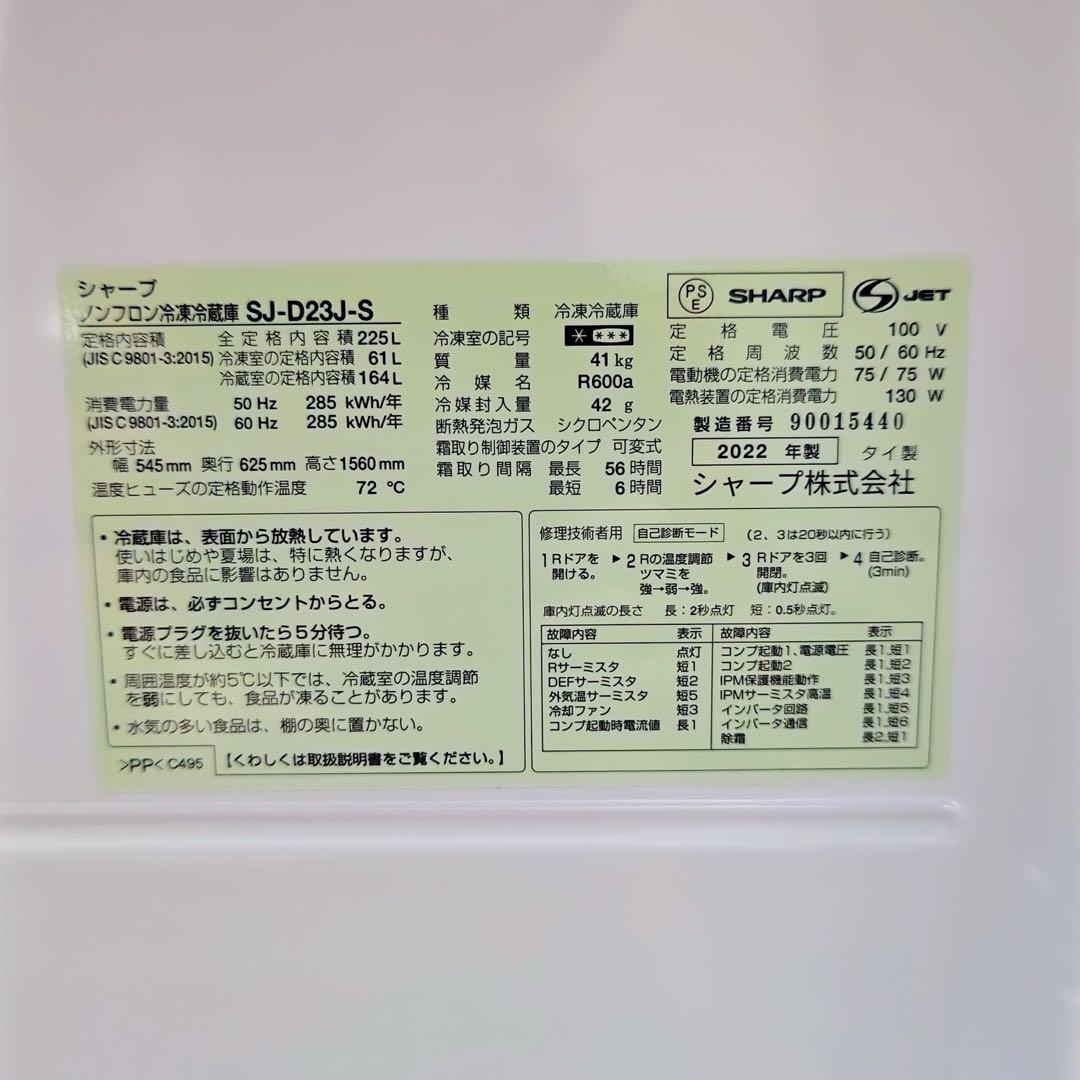 シャープ
ノンフロン冷凍冷蔵庫 SJ-D23J-S
定格内容積 全定格内容積 225L
(JIS C 9801-3:2015) 冷凍室の定格内容積 61L
冷蔵室の定格内容積 164L
消費電力量 50 Hz 285 kWh/年
(JIS C 9801-3:2015) 60 Hz 285 kWh/年
外形寸法
幅 545mm 奥行 625mm 高さ1560mm
温度ヒューズの定格動作温度 72 ℃
種類 冷凍冷蔵庫
冷凍室の記号 * ***
質量 41kg
冷媒名 R600a
冷媒封入量 42 g
断熱発泡ガス シクロペンタン
霜取り制御装置のタイプ 可変式
霜取り間隔 最長 56時間
最短 6時間
PSE SHARP S JET
定格電圧 100 V
定格周波数 50 / 60 Hz
電動機の定格消費電力 75 / 75 W
電熱装置の定格消費電力 130 W
製造番号 90015440
2022 年製 タイ製
シャープ株式会社
・冷蔵庫は、表面から放熱しています。
使いはじめや夏場は、特に熱くなりますが、
庫内の食品に影響はありません。
・電源は、必ずコンセントからとる。
・電源プラグを抜いたら5分待つ。
すぐに差し込むと冷蔵庫に無理がかかります。
・周囲温度が約5℃以下では、冷蔵室の温度調節
を弱にしても、食品が凍ることがあります。
・水気の多い食品は、棚の奥に置かない。
>PP< C495 【くわしくは取扱説明書をご覧ください。】
修理技術者用 自己診断モード (2、3は20秒以内に行う)
1 Rドアを開ける。 ▶ 2 Rの温度調節ツマミを強→弱→強。 ▶ 3 Rドアを3回開閉。(庫内灯点滅) ▶ 4 自己診断。(3min)
庫内灯点滅の長さ 長：2秒点灯 短：0.5秒点灯。
故障内容 表示 故障内容 表示
なし 点灯 コンプ起動1、電源電圧 長1、短1
Rサーミスタ 短1 コンプ起動2 長1、短2
DEFサーミスタ 短2 IPM保護機能動作 長1、短3
外気温サーミスタ 短5 IPMサーミスタ高温 長1、短4
冷却ファン 短3 インバータ回路 長1、短5
コンプ起動時電流値 長1 インバータ通信 長1、短6
除霜 長2、短1